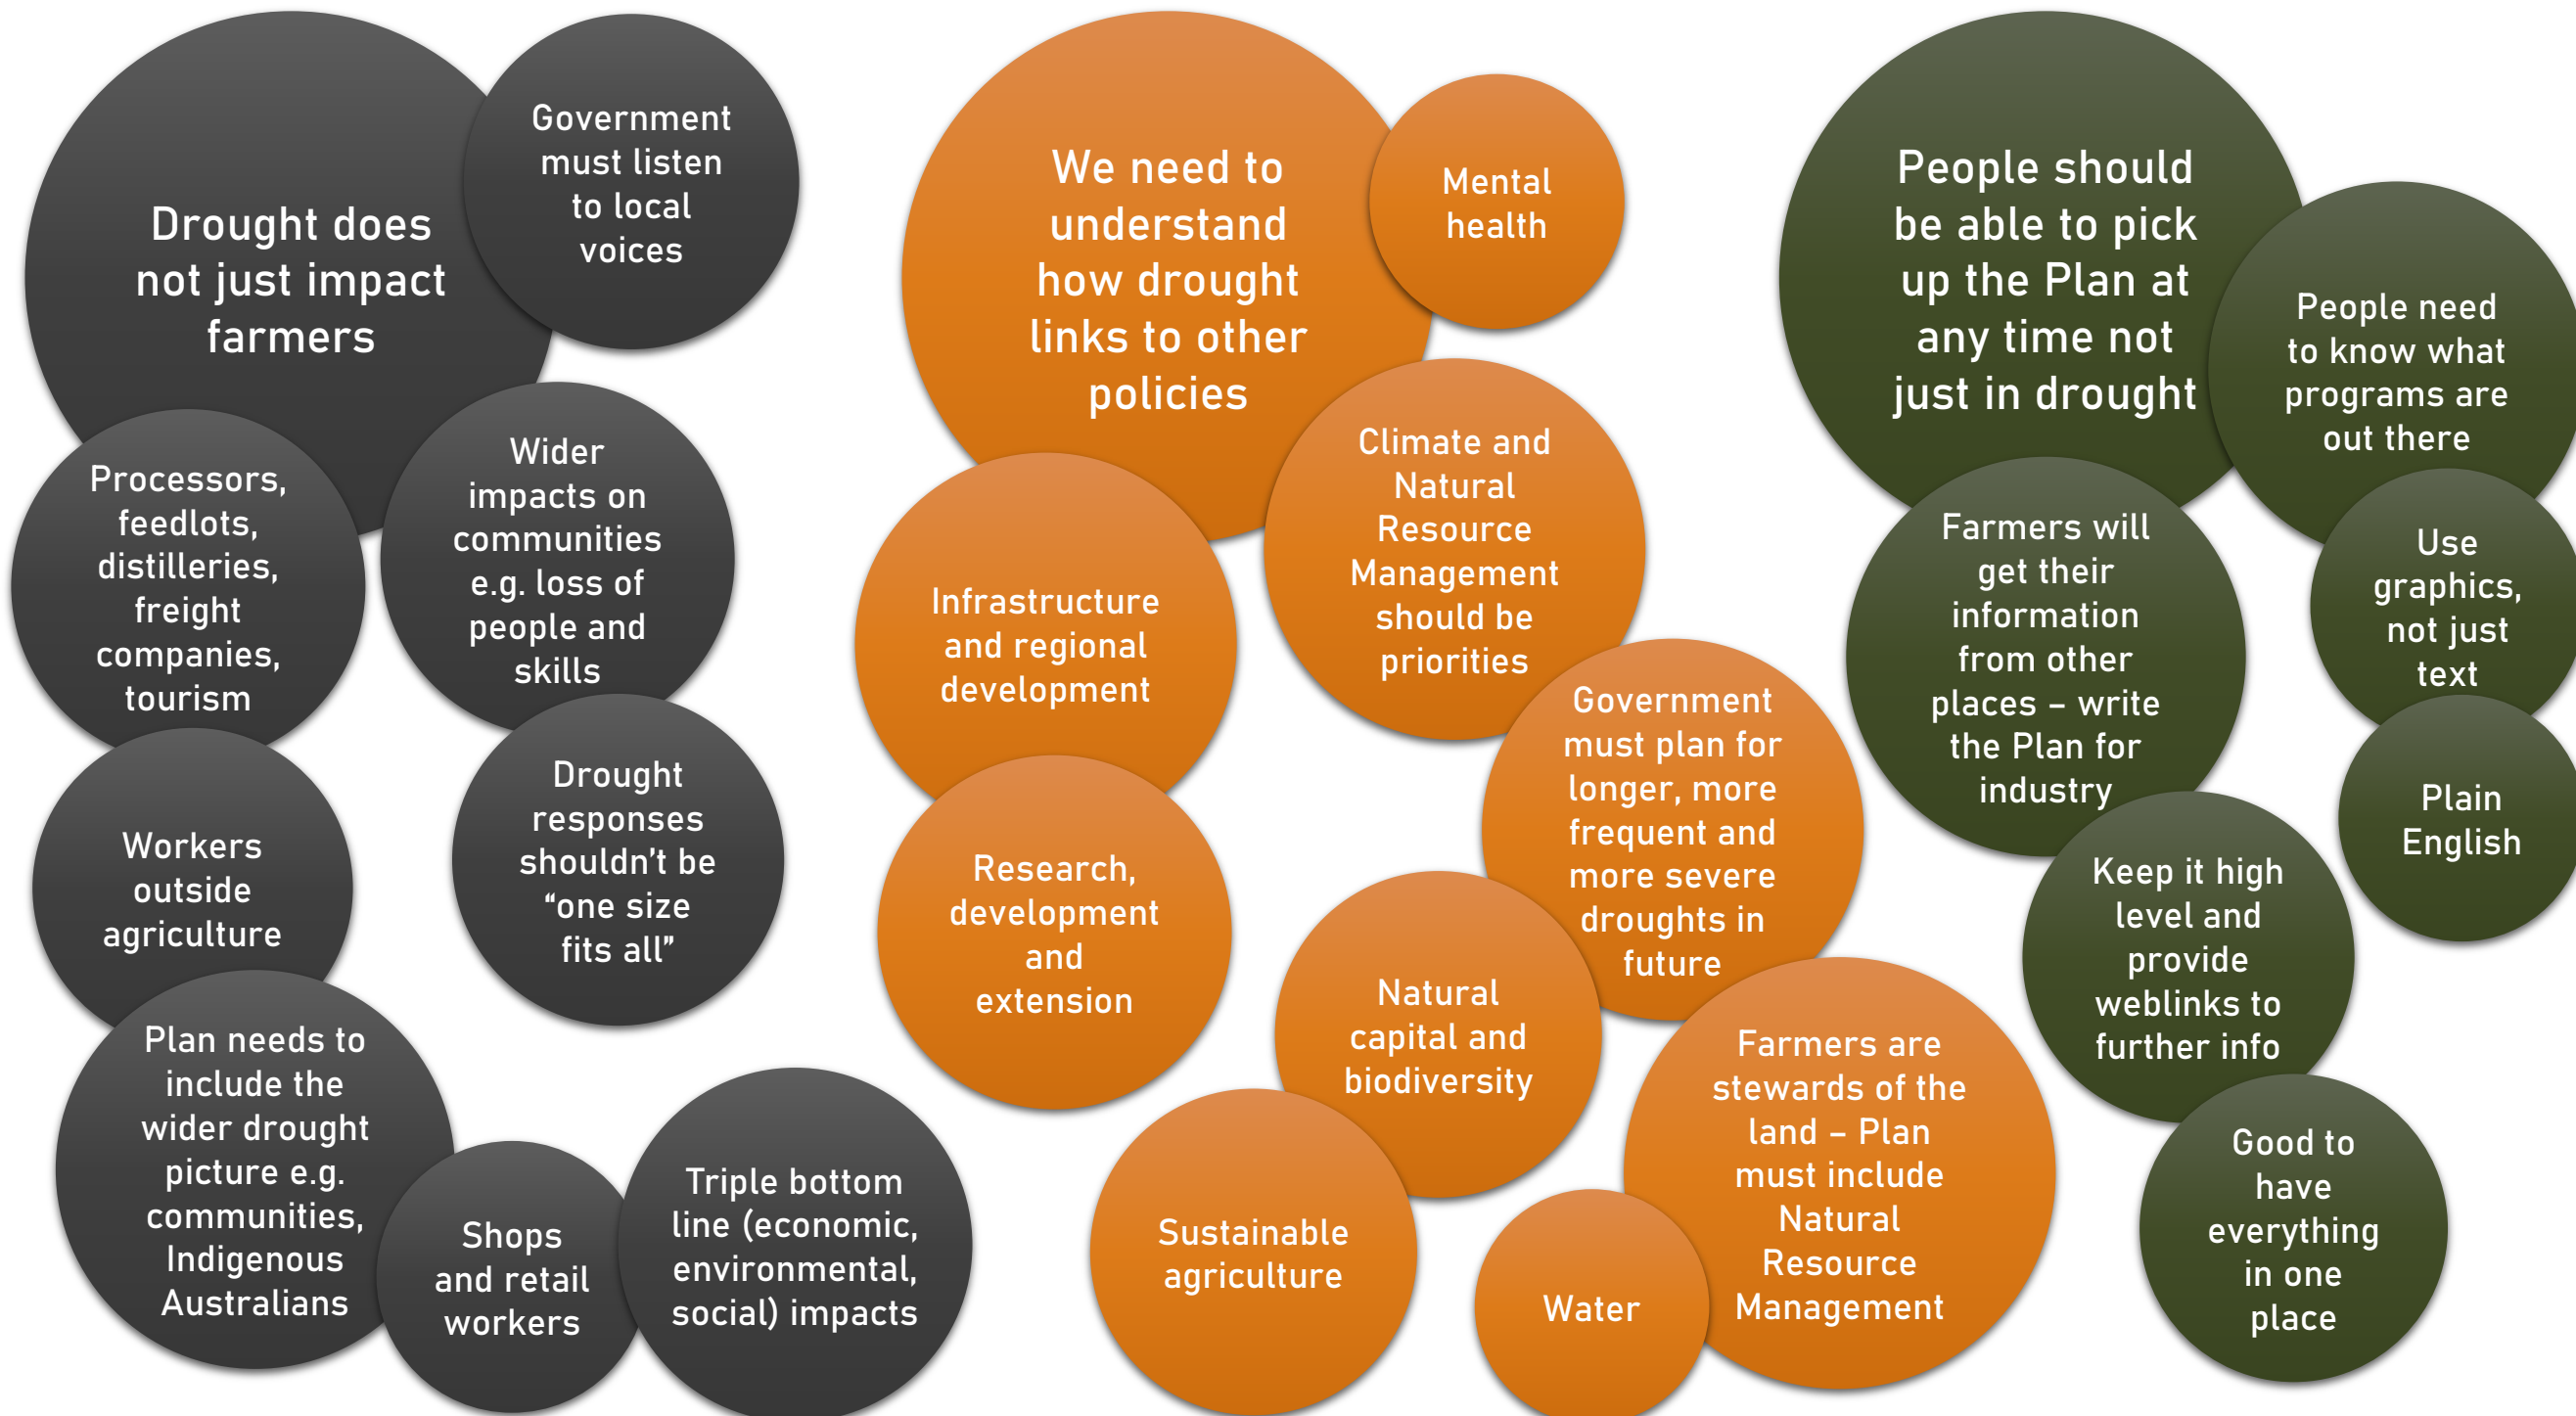 Drought does
not just impact
farmers
Government
must listen
to local
voices
Processors,
feedlots,
distilleries,
freight
companies,
tourism
Wider
impacts on
communities
e.g. loss of
people and
skills
Workers
outside
agriculture
Drought
responses
shouldn't be
“one size
fits all”
Plan needs to
include the
wider drought
picture e.g.
communities,
Indigenous
Australians
Shops
and retail
workers
Triple bottom
line (economic,
environmental,
social) impacts
We need to
understand
how drought
links to other
policies
Mental
health
Climate and
Natural
Resource
Management
should be
priorities
Infrastructure
and regional
development
Government
must plan for
longer, more
frequent and
more severe
droughts in
future
Research,
development
and
extension
Natural
capital and
biodiversity
Farmers are
stewards of the
land – Plan
must include
Natural
Resource
Management
Sustainable
agriculture
Water
People should
be able to pick
up the Plan at
any time not
just in drought
People need
to know what
programs are
out there
Farmers will
get their
information
from other
places – write
the Plan for
industry
Use
graphics,
not just
text
Plain
English
Keep it high
level and
provide
weblinks to
further info
Good to
have
everything
in one
place